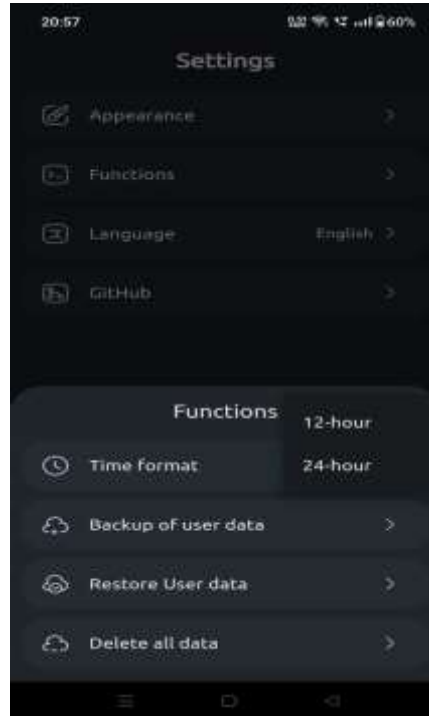 20:57 60%
Settings
Appearance
Functions
Language English
GitHub
Functions
12-hour
Time format 24-hour
Backup of user data
Restore User data
Delete all data